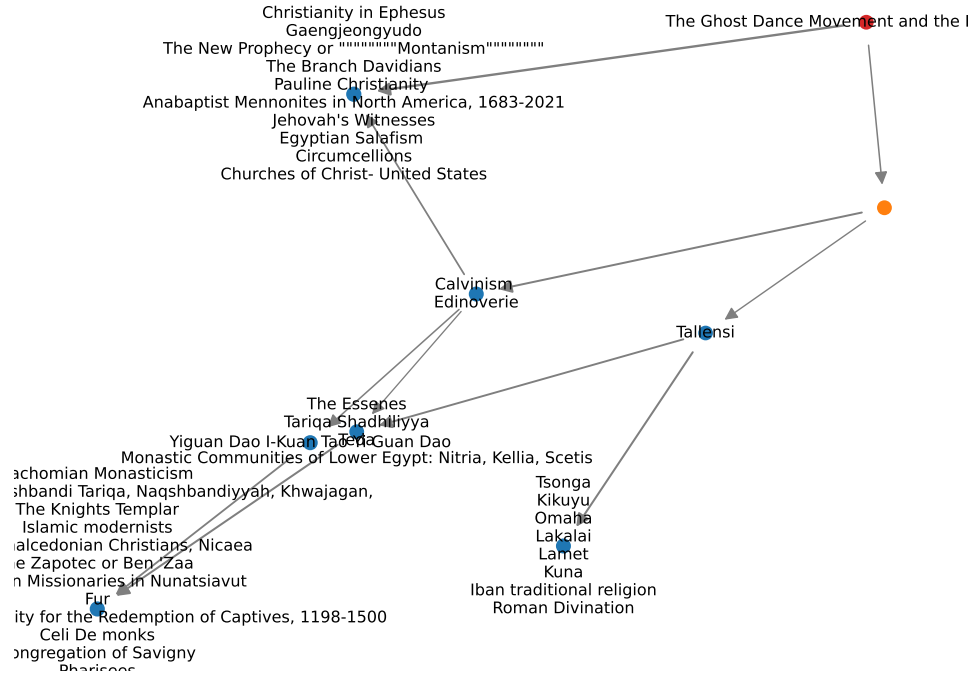 Christianity in Ephesus
Gaengjeongyudo
The New Prophecy or """"""""Montanism""""""""
The Branch Davidians
Pauline Christianity
Anabaptist Mennonites in North America, 1683-2021
Jehovah's Witnesses
Egyptian Salafism
Circumcellions
Churches of Christ- United States
The Ghost Dance Movement and the
Calvinism
Edinoverie
Tallensi
The Essenes
Tariqa Shadhiliyya
Teda
Monastic Communities of Lower Egypt: Nitria, Kellia, Scetis
Yiguan Dao I-Kuan Tao Yi Guan Dao
achomian Monasticism
shbandi Tariqa, Naqshbandiyyah, Khwajagan,
The Knights Templar
Islamic modernists
alcedonian Christians, Nicaea
e Zapotec or Ben 'Zaa
n Missionaries in Nunatsiavut
Fur
ity for the Redemption of Captives, 1198-1500
Celi De monks
ongregation of Savigny
Pharisees
Tsonga
Kikuyu
Omaha
Lakalai
Lamet
Kuna
Iban traditional religion
Roman Divination